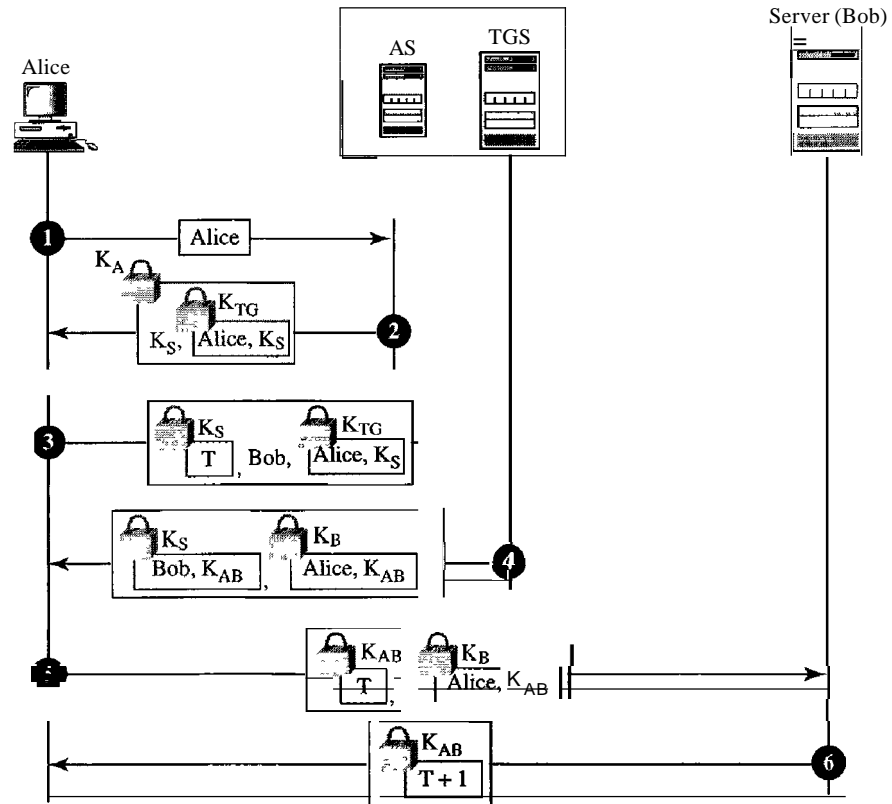 Server (Bob)
AS
TGS
Alice
1
Alice
K_A
K_TG
2
K_S, Alice, K_S
3
K_S
K_TG
T, Bob, Alice, K_S
K_S
K_B
4
Bob, K_AB, Alice, K_AB
5
K_AB
K_B
T, Alice, K_AB
K_AB
6
T + 1